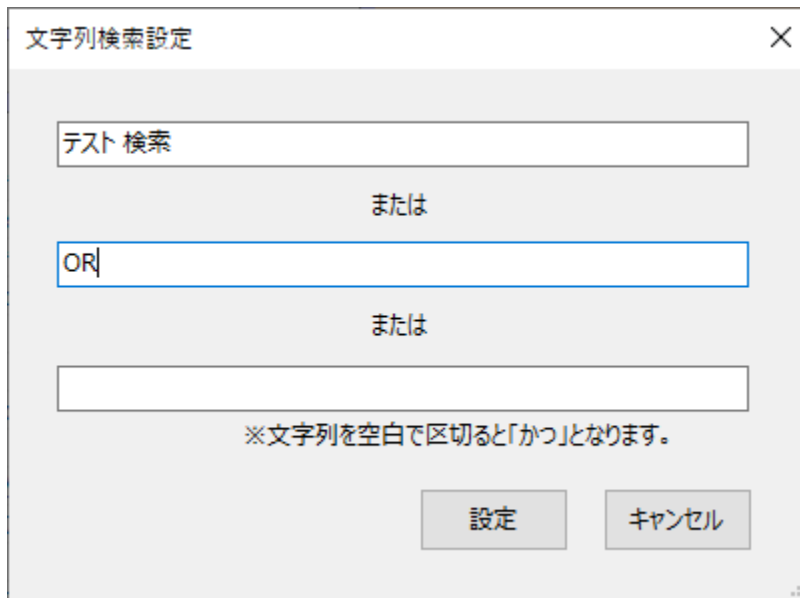 文字列検索設定
テスト 検索
または
OR
または
※文字列を空白で区切ると「かつ」となります。
設定 キャンセル